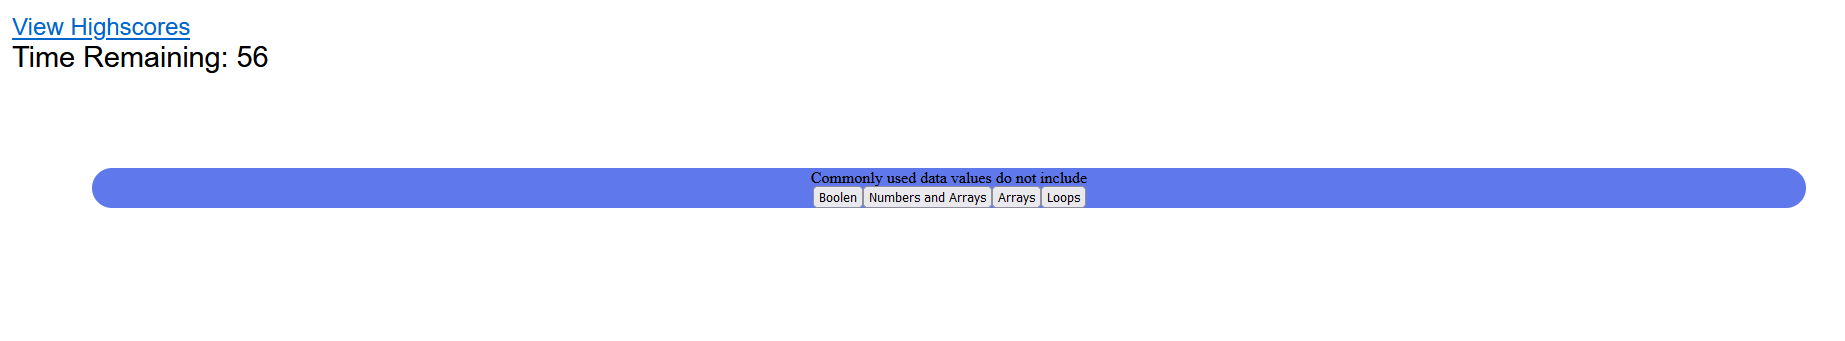 View Highscores
Time Remaining: 56
Commonly used data values do not include
Boolen Numbers and Arrays Arrays Loops